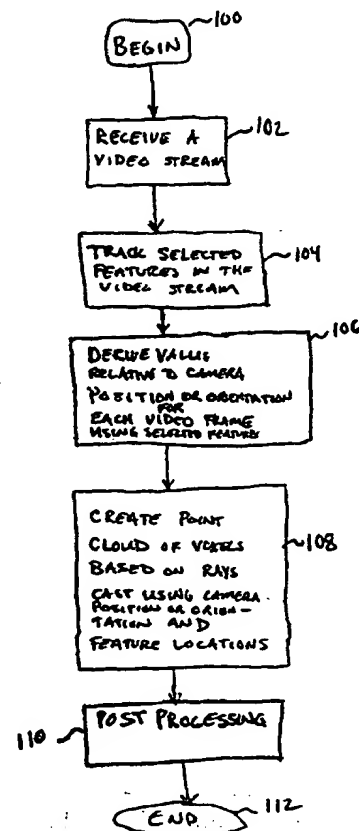 100
BEGIN
RECEIVE A
102
VIDEO STREAM
TRACK SELECTED
104
FEATURES IN THE
VIDEO STREAM
106
DERIVE VALUE
RELATIVE TO CAMERA
POSITION OR ORIENTATION
FOR
EACH VIDEO FRAME
USING SELECTED FEATURE
CREATE POINT
CLOUD OF VOXELS
108
BASED ON RAYS
CAST USING CAMERA
POSITION OR ORIEN-
TATION AND
FEATURE LOCATIONS
POST PROCESSING
110
END
112